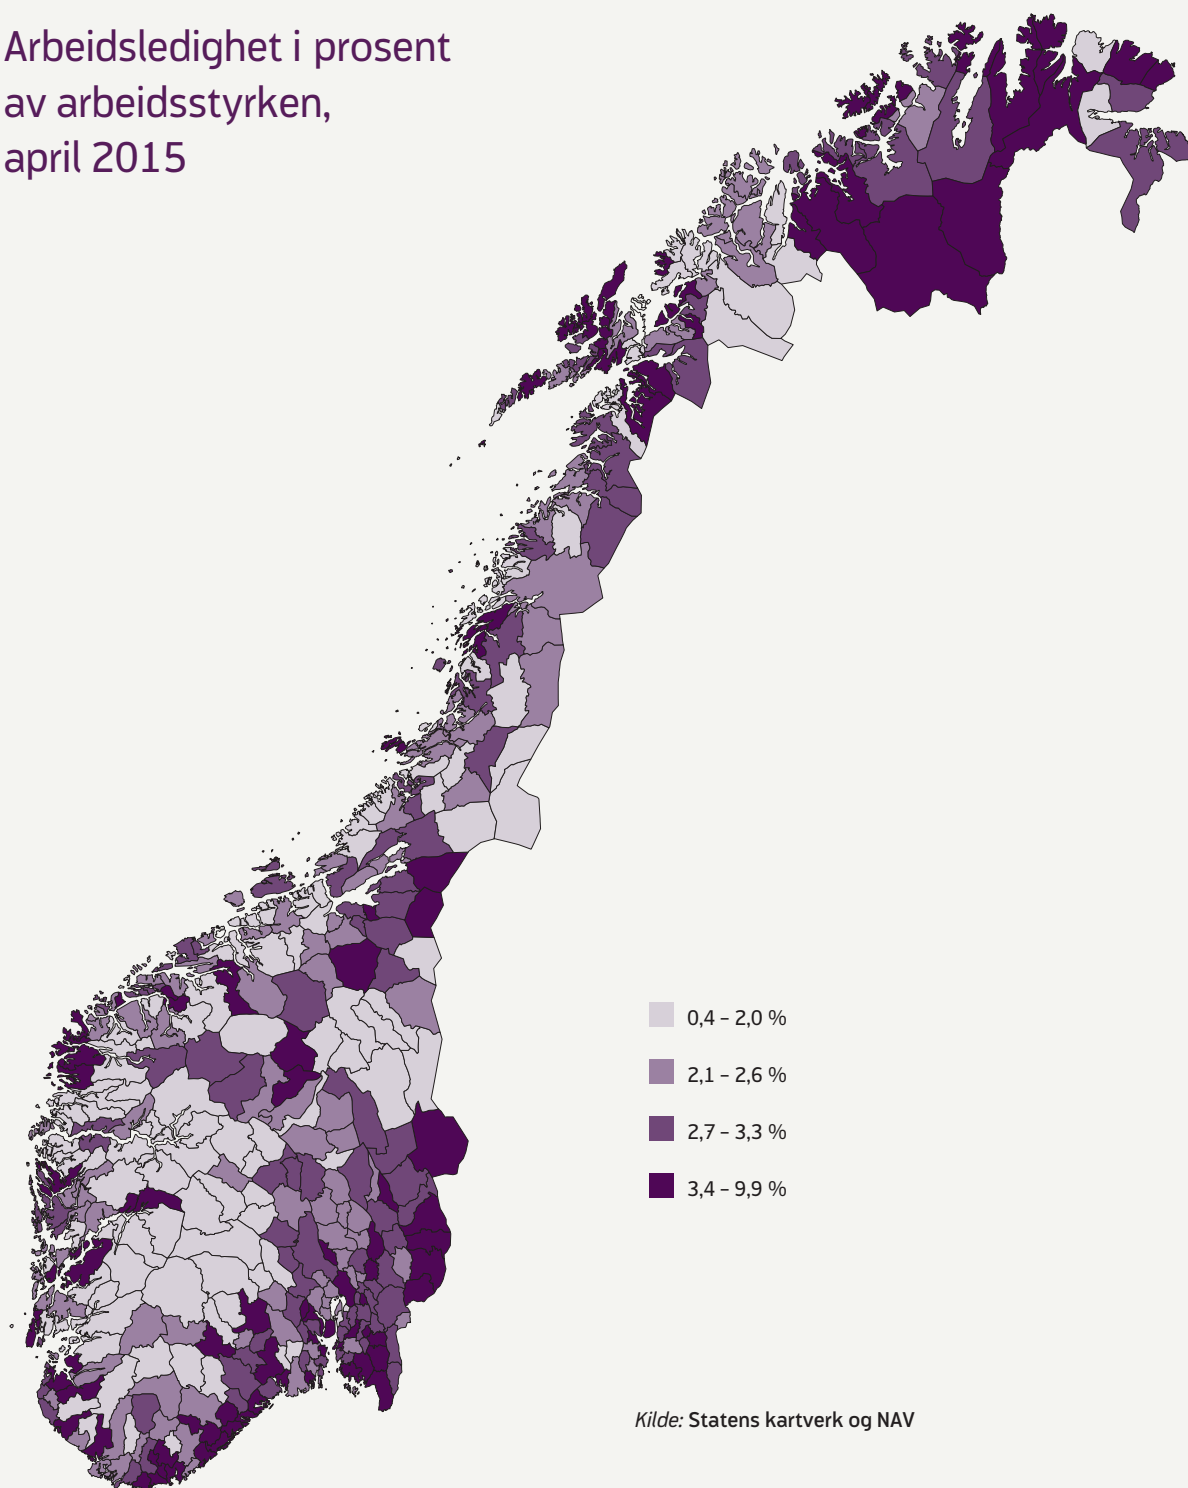 Arbeidsledighet i prosent
av arbeidsstyrken,
april 2015
0,4 – 2,0 %
2,1 – 2,6 %
2,7 – 3,3 %
3,4 – 9,9 %
Kilde: Statens kartverk og NAV